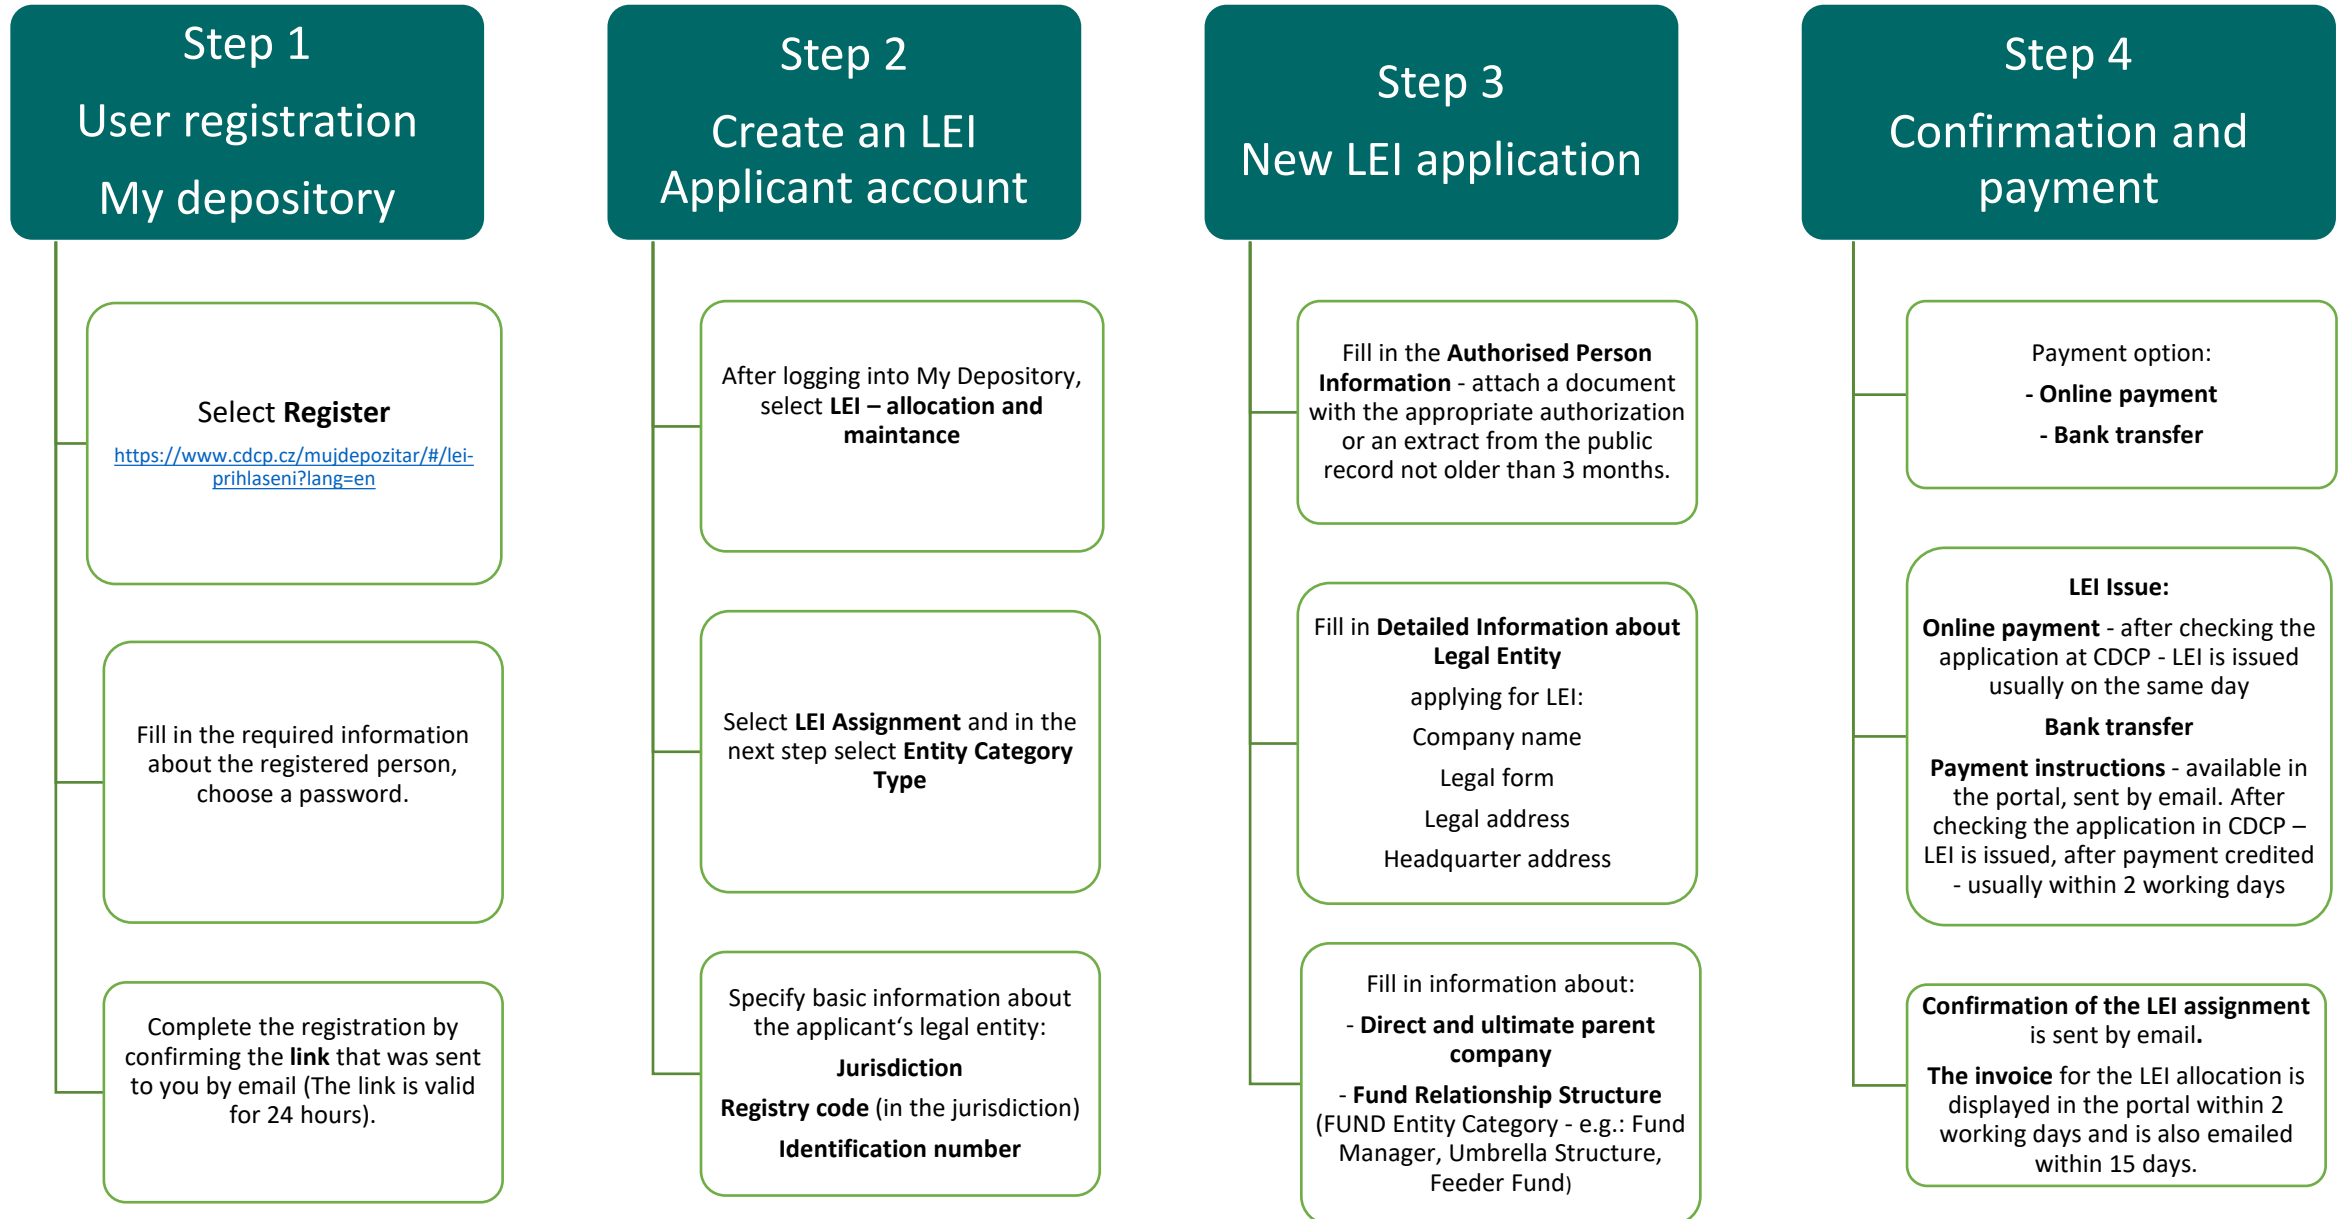 Step 1
User registration
My depository
Select Register
https://www.cdcp.cz/mujdepozitar/#/lei-
prihlaseni?lang=en
Fill in the required information
about the registered person,
choose a password.
Complete the registration by
confirming the link that was sent
to you by email (The link is valid
for 24 hours).
Step 2
Create an LEI
Applicant account
After logging into My Depository,
select LEI – allocation and
maintance
Select LEI Assignment and in the
next step select Entity Category
Type
Specify basic information about
the applicant‘s legal entity:
Jurisdiction
Registry code (in the jurisdiction)
Identification number
Step 3
New LEI application
Fill in the Authorised Person
Information - attach a document
with the appropriate authorization
or an extract from the public
record not older than 3 months.
Fill in Detailed Information about
Legal Entity
applying for LEI:
Company name
Legal form
Legal address
Headquarter address
Fill in information about:
- Direct and ultimate parent
company
- Fund Relationship Structure
(FUND Entity Category - e.g.: Fund
Manager, Umbrella Structure,
Feeder Fund)
Step 4
Confirmation and
payment
Payment option:
- Online payment
- Bank transfer
LEI Issue:
Online payment - after checking the
application at CDCP - LEI is issued
usually on the same day
Bank transfer
Payment instructions - available in
the portal, sent by email. After
checking the application in CDCP –
LEI is issued, after payment credited
- usually within 2 working days
Confirmation of the LEI assignment
is sent by email.
The invoice for the LEI allocation is
displayed in the portal within 2
working days and is also emailed
within 15 days.